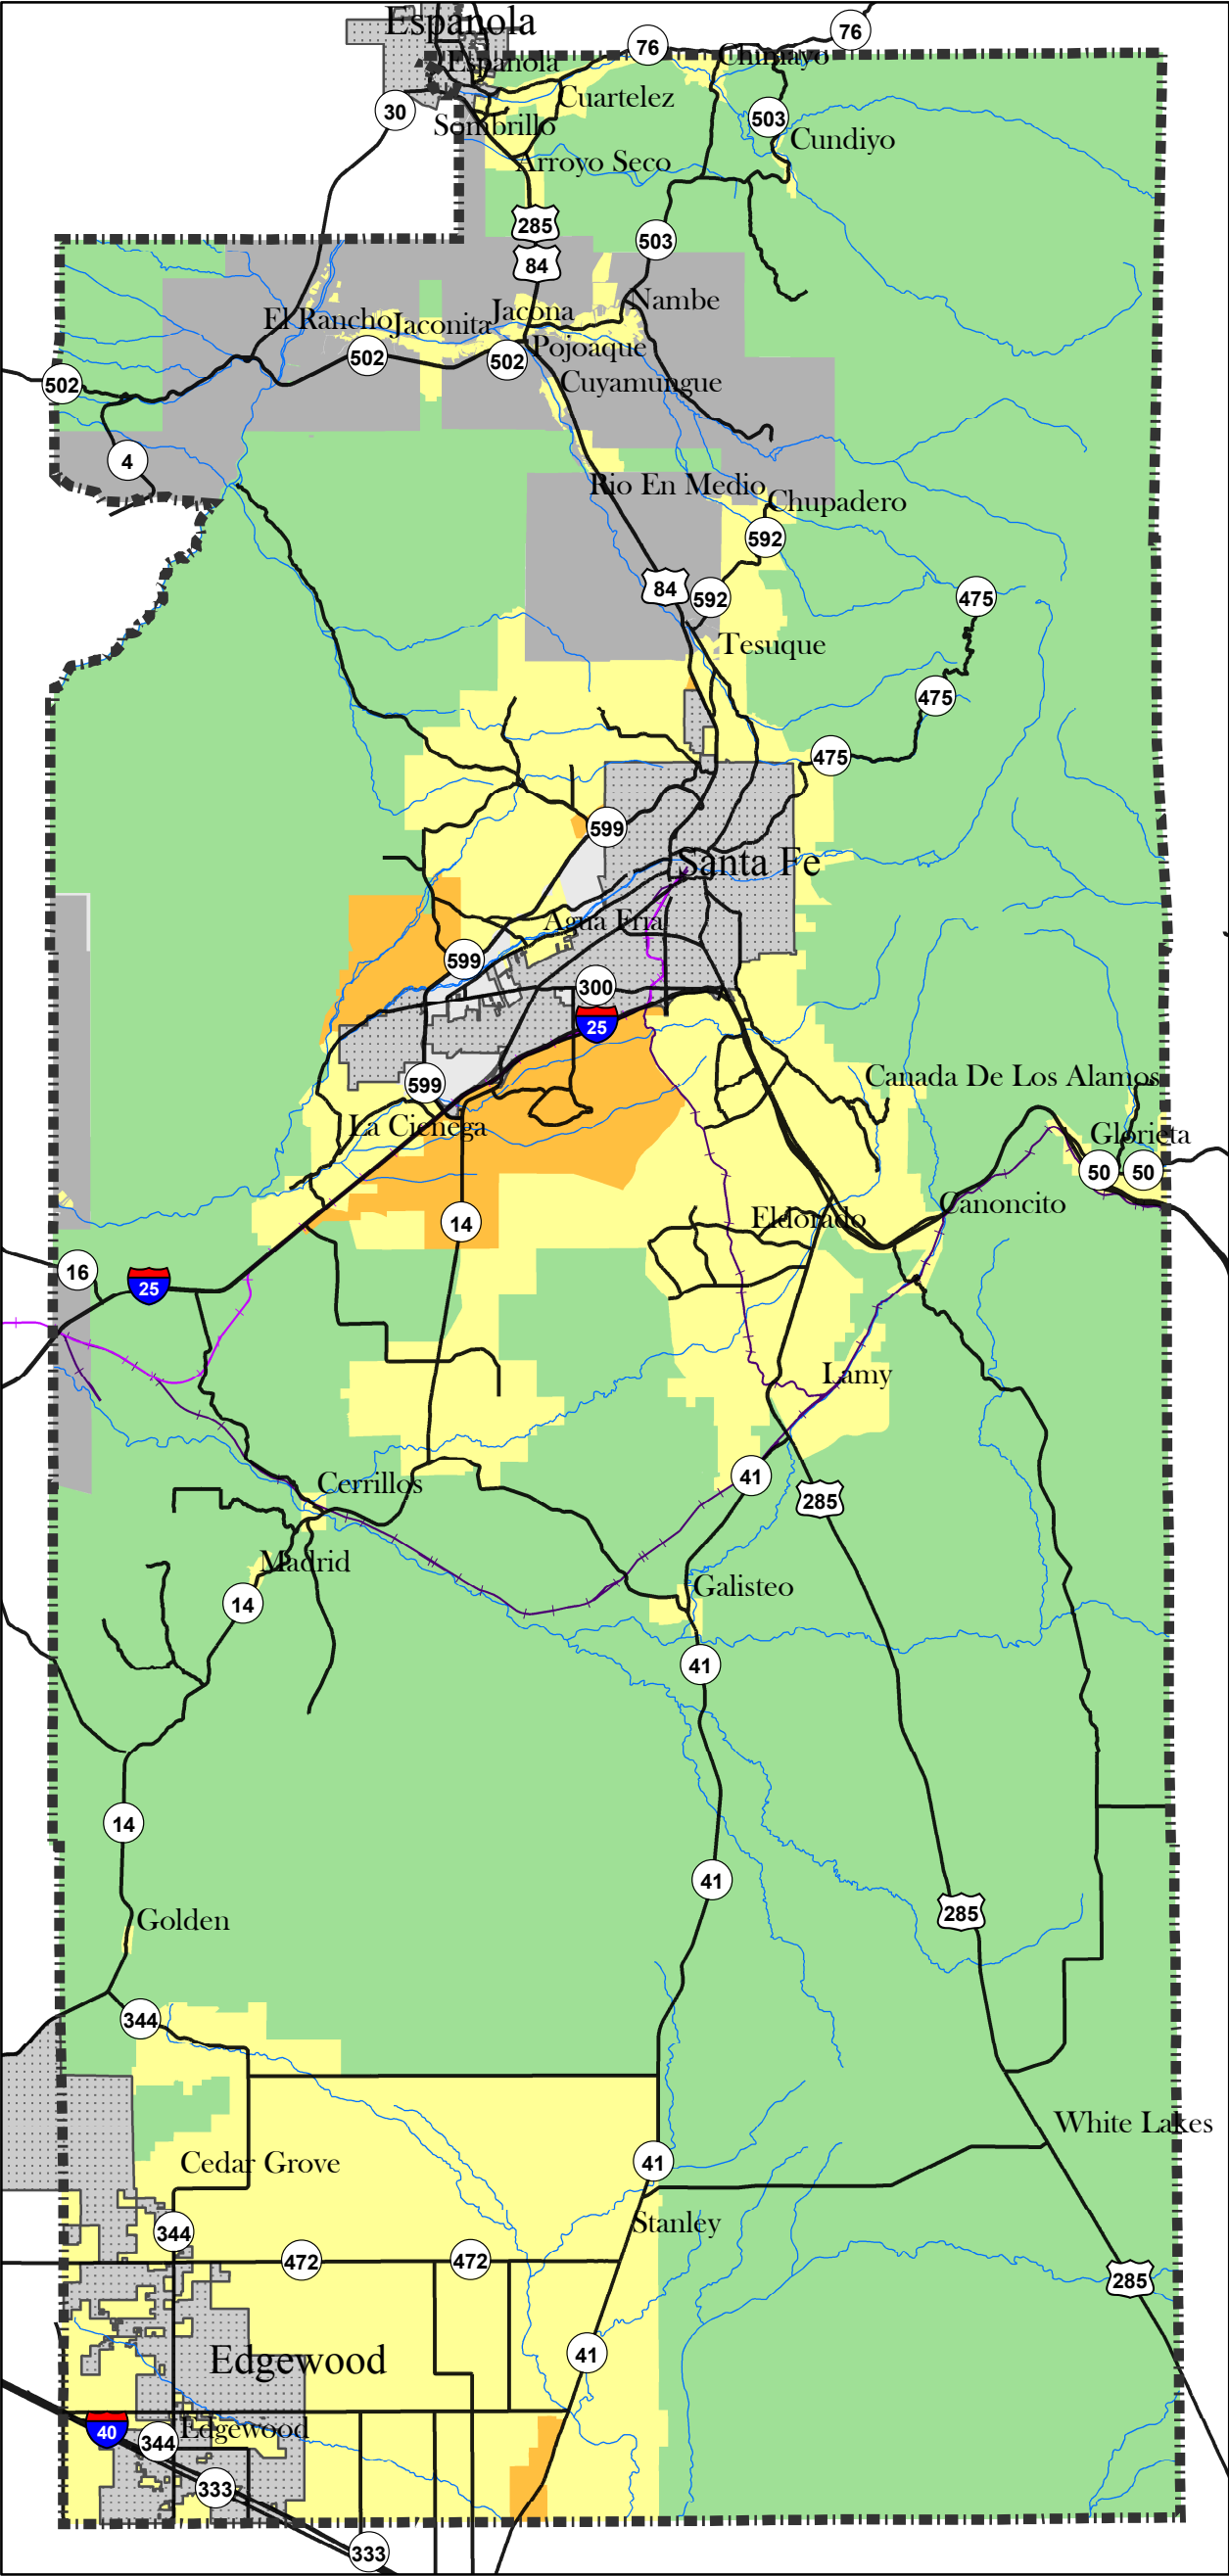 Espanola
76
76
Chimayo
Espanola
Cuartelez
30
503
Sombrillo
Cundiyo
Arroyo Seco
285
503
84
Nambe
Jacona
El Rancho
Jaconita
Pojoaque
502
502
502
Cuyamungue
4
Rio En Medio
Chupadero
592
84
592
475
Tesuque
475
475
599
Santa Fe
Agua Fria
599
300
25
Canada De Los Alamos
599
La Cienega
Glorieta
50
50
Canoncito
14
Eldorado
16
25
Lamy
41
Cerrillos
285
Madrid
Galisteo
14
41
14
41
285
Golden
344
White Lakes
Cedar Grove
41
Stanley
344
472
472
285
41
Edgewood
40
Edgewood
344
333
333